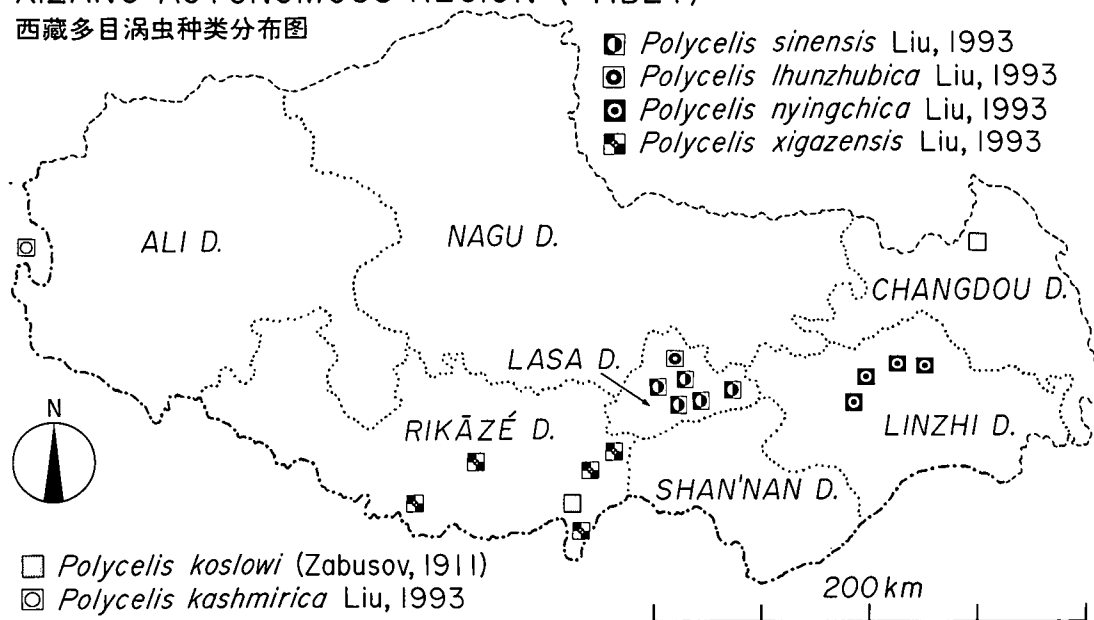 西藏多目涡虫种类分布图
Polycelis sinensis Liu, 1993
Polycelis lhunzhubica Liu, 1993
Polycelis nyingchica Liu, 1993
Polycelis xigazensis Liu, 1993
ALI D.
NAGU D.
CHANGDOU D.
LASA D.
RIKĀZÉ D.
LINZHI D.
SHAN'NAN D.
N
Polycelis koslowi (Zabusov, 1911)
Polycelis kashmirica Liu, 1993
200 km